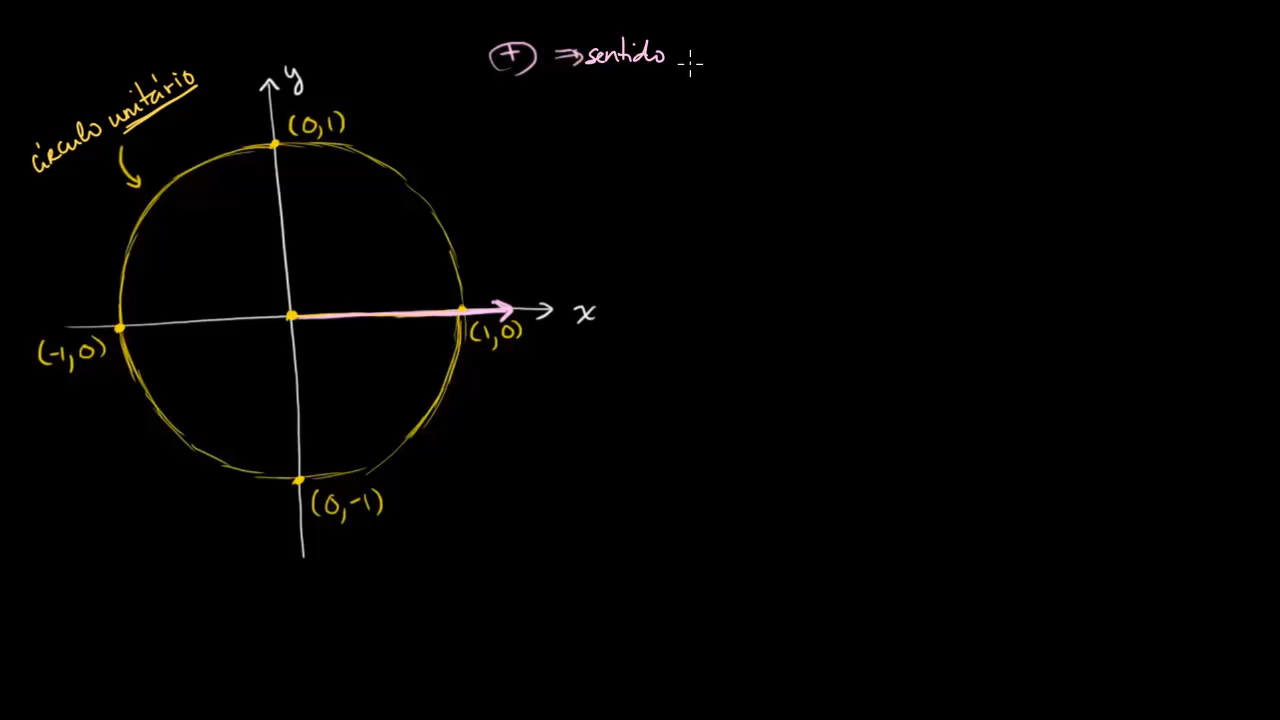 + ⇒ sentido
círculo unitário
y
(0,1)
x
(1,0)
(-1,0)
(0,-1)